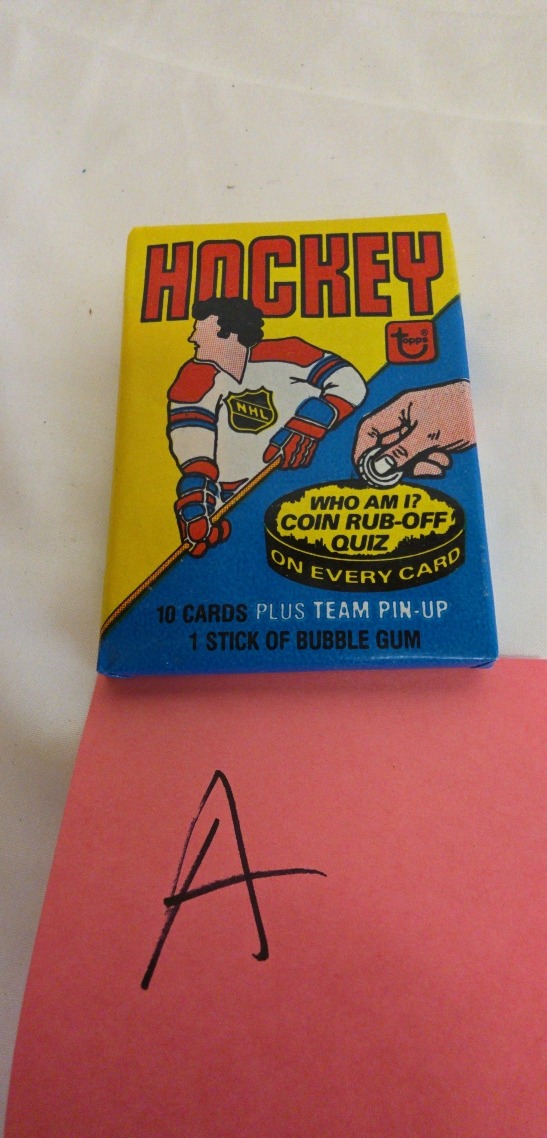 HOCKEY
topps®
NHL
WHO AM I?
COIN RUB-OFF
QUIZ
ON EVERY CARD
10 CARDS PLUS TEAM PIN-UP
1 STICK OF BUBBLE GUM
A